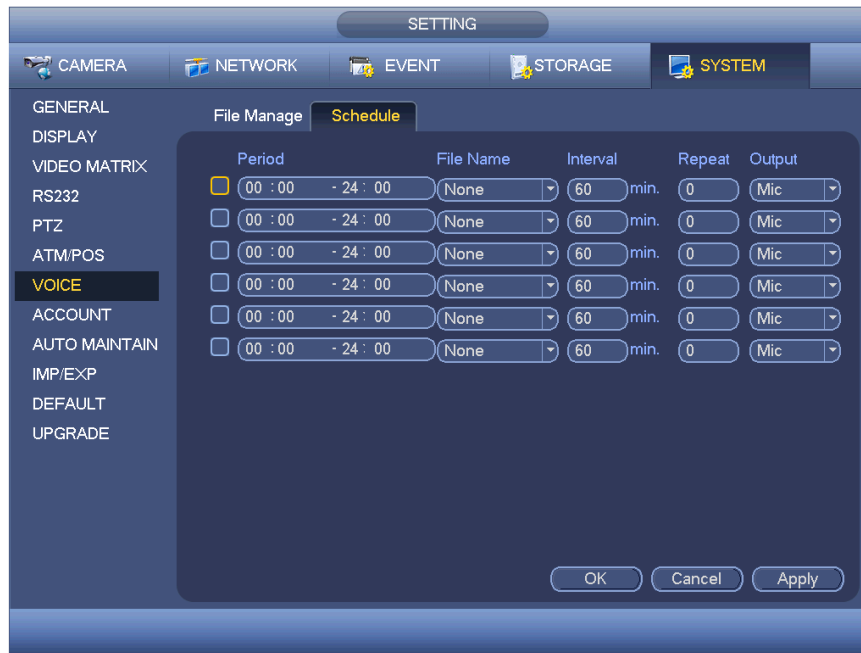 SETTING
CAMERA NETWORK EVENT STORAGE SYSTEM
GENERAL
DISPLAY
VIDEO MATRIX
RS232
PTZ
ATM/POS
VOICE
ACCOUNT
AUTO MAINTAIN
IMP/EXP
DEFAULT
UPGRADE
File Manage Schedule
Period File Name Interval Repeat Output
00 :00 - 24 : 00 None 60 min. 0 Mic
00 :00 - 24 : 00 None 60 min. 0 Mic
00 :00 - 24 : 00 None 60 min. 0 Mic
00 :00 - 24 : 00 None 60 min. 0 Mic
00 :00 - 24 : 00 None 60 min. 0 Mic
00 :00 - 24 : 00 None 60 min. 0 Mic
OK Cancel Apply